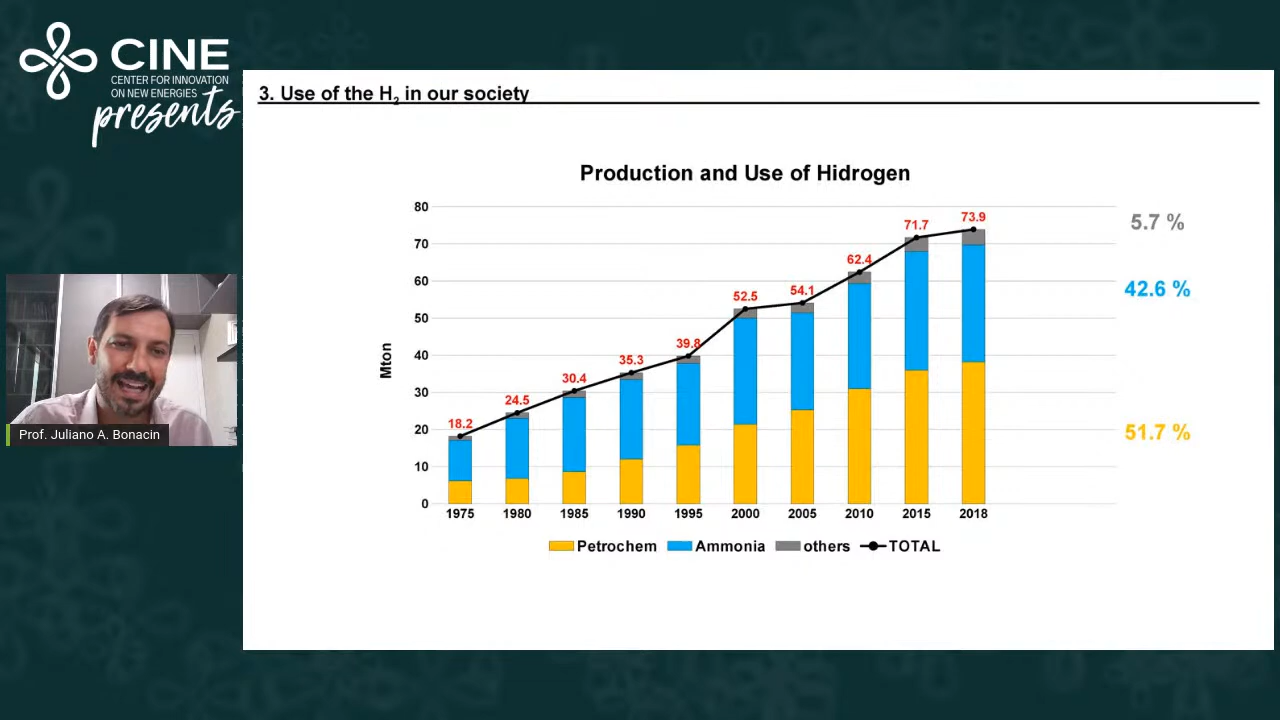 CINE
CENTER FOR INNOVATION
ON NEW ENERGIES
presents
3. Use of the H2 in our society
Production and Use of Hidrogen
80
70
60
50
40
30
20
10
0
Mton
18.2
24.5
30.4
35.3
39.8
52.5
54.1
62.4
71.7
73.9
5.7 %
42.6 %
51.7 %
1975 1980 1985 1990 1995 2000 2005 2010 2015 2018
Petrochem Ammonia others TOTAL
Prof. Juliano A. Bonacin